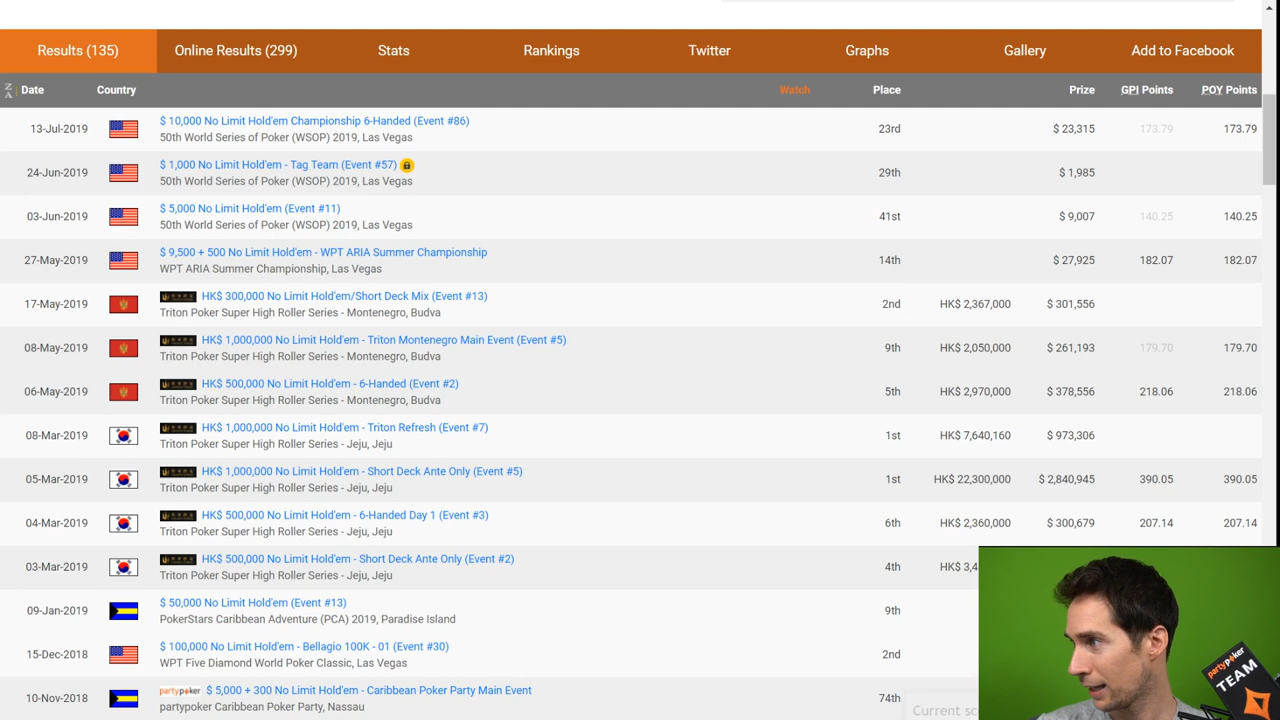 Results (135) Online Results (299) Stats Rankings Twitter Graphs Gallery Add to Facebook
Date Country Watch Place Prize GPI Points POY Points
$ 10,000 No Limit Hold'em Championship 6-Handed (Event #86)
13-Jul-2019 23rd $ 23,315 173.79 173.79
50th World Series of Poker (WSOP) 2019, Las Vegas
$ 1,000 No Limit Hold'em - Tag Team (Event #57)
24-Jun-2019 29th $ 1,985
50th World Series of Poker (WSOP) 2019, Las Vegas
$ 5,000 No Limit Hold'em (Event #11)
03-Jun-2019 41st $ 9,007 140.25 140.25
50th World Series of Poker (WSOP) 2019, Las Vegas
$ 9,500 + 500 No Limit Hold'em - WPT ARIA Summer Championship
27-May-2019 14th $ 27,925 182.07 182.07
WPT ARIA Summer Championship, Las Vegas
HK$ 300,000 No Limit Hold'em/Short Deck Mix (Event #13)
17-May-2019 2nd HK$ 2,367,000 $ 301,556
Triton Poker Super High Roller Series - Montenegro, Budva
HK$ 1,000,000 No Limit Hold'em - Triton Montenegro Main Event (Event #5)
08-May-2019 9th HK$ 2,050,000 $ 261,193 179.70 179.70
Triton Poker Super High Roller Series - Montenegro, Budva
HK$ 500,000 No Limit Hold'em - 6-Handed (Event #2)
06-May-2019 5th HK$ 2,970,000 $ 378,556 218.06 218.06
Triton Poker Super High Roller Series - Montenegro, Budva
HK$ 1,000,000 No Limit Hold'em - Triton Refresh (Event #7)
08-Mar-2019 1st HK$ 7,640,160 $ 973,306
Triton Poker Super High Roller Series - Jeju, Jeju
HK$ 1,000,000 No Limit Hold'em - Short Deck Ante Only (Event #5)
05-Mar-2019 1st HK$ 22,300,000 $ 2,840,945 390.05 390.05
Triton Poker Super High Roller Series - Jeju, Jeju
HK$ 500,000 No Limit Hold'em - 6-Handed Day 1 (Event #3)
04-Mar-2019 6th HK$ 2,360,000 $ 300,679 207.14 207.14
Triton Poker Super High Roller Series - Jeju, Jeju
HK$ 500,000 No Limit Hold'em - Short Deck Ante Only (Event #2)
03-Mar-2019 4th HK$ 3,4
Triton Poker Super High Roller Series - Jeju, Jeju
$ 50,000 No Limit Hold'em (Event #13)
09-Jan-2019 9th
PokerStars Caribbean Adventure (PCA) 2019, Paradise Island
$ 100,000 No Limit Hold'em - Bellagio 100K - 01 (Event #30)
15-Dec-2018 2nd
WPT Five Diamond World Poker Classic, Las Vegas
partypoker $ 5,000 + 300 No Limit Hold'em - Caribbean Poker Party Main Event
10-Nov-2018 74th
partypoker Caribbean Poker Party, Nassau
Current sc
partypoker
TEAM